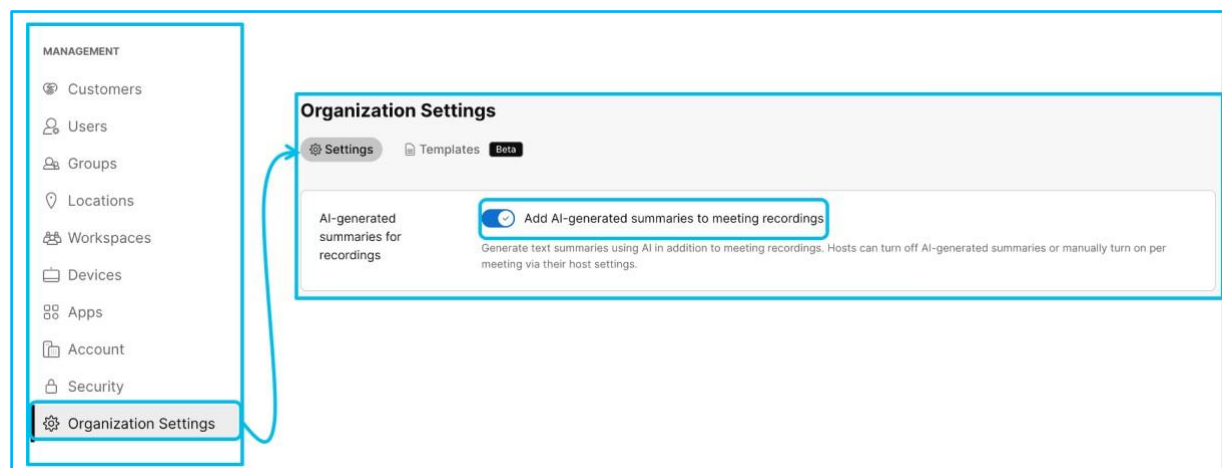 MANAGEMENT
Customers
Users
Groups
Locations
Workspaces
Devices
Apps
Account
Security
Organization Settings
Organization Settings
Settings
Templates Beta
AI-generated
summaries for
recordings
Add AI-generated summaries to meeting recordings
Generate text summaries using AI in addition to meeting recordings. Hosts can turn off AI-generated summaries or manually turn on per
meeting via their host settings.